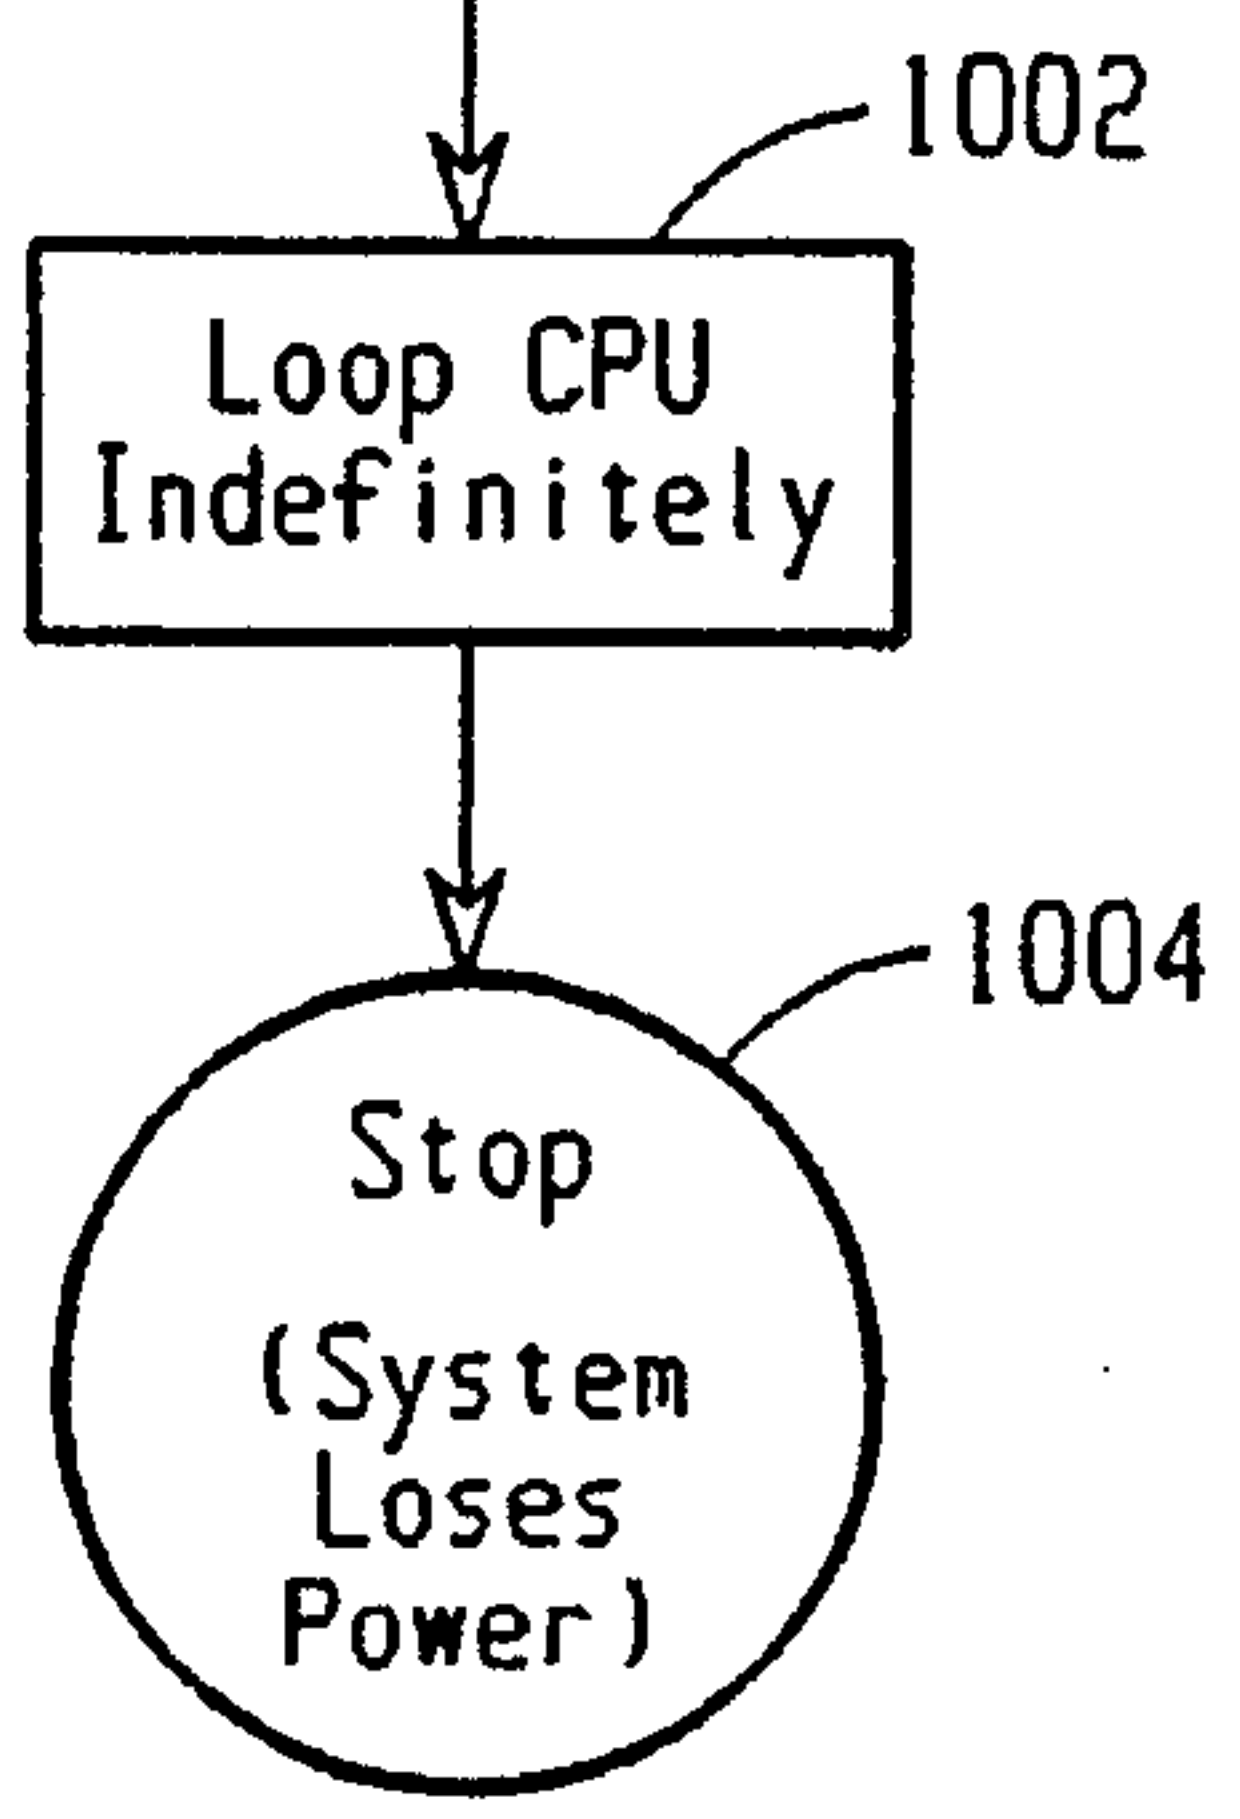 1002
Loop CPU
Indefinitely
1004
Stop
(System
Loses
Power)